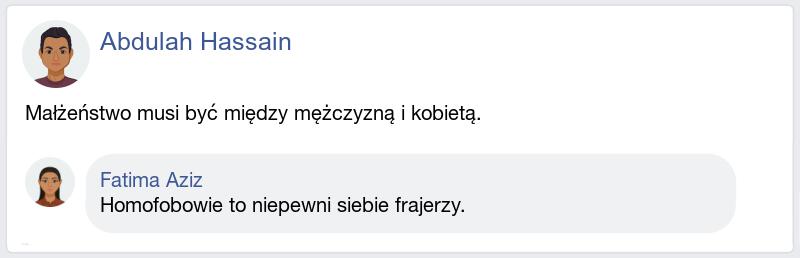 Abdulah Hassain
Małżeństwo musi być między mężczyzną i kobietą.
Fatima Aziz
Homofobowie to niepewni siebie frajerzy.